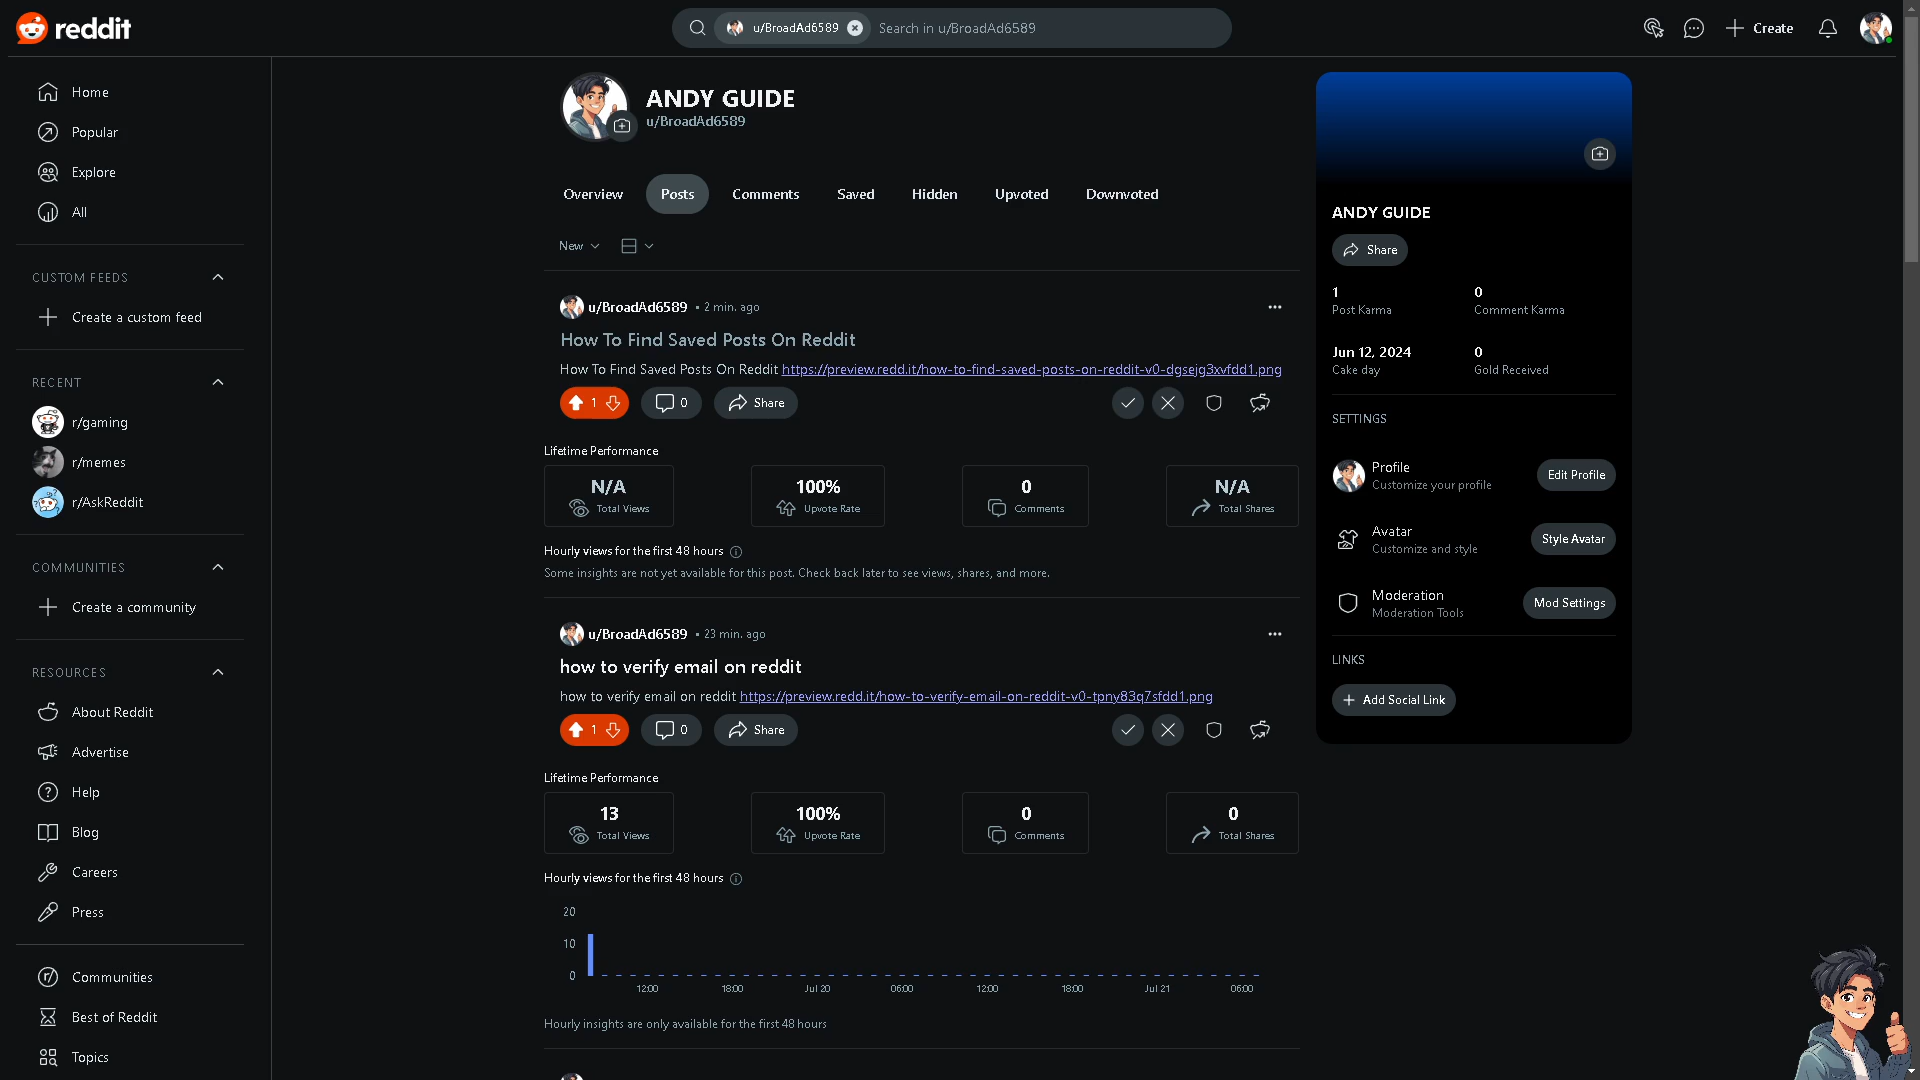 reddit
u/BroadAd6589
Search in u/BroadAd6589
Create
Home
Popular
Explore
All
CUSTOM FEEDS
Create a custom feed
RECENT
r/gaming
r/memes
r/AskReddit
COMMUNITIES
Create a community
RESOURCES
About Reddit
Advertise
Help
Blog
Careers
Press
Communities
Best of Reddit
Topics
ANDY GUIDE
u/BroadAd6589
Overview
Posts
Comments
Saved
Hidden
Upvoted
Downvoted
New
u/BroadAd6589 • 2 min. ago
How To Find Saved Posts On Reddit
How To Find Saved Posts On Reddit https://preview.redd.it/how-to-find-saved-posts-on-reddit-v0-dgsejg3xvfdd1.png
1
0
Share
Lifetime Performance
N/A
Total Views
100%
Upvote Rate
0
Comments
N/A
Total Shares
Hourly views for the first 48 hours
Some insights are not yet available for this post. Check back later to see views, shares, and more.
u/BroadAd6589 • 23 min. ago
how to verify email on reddit
how to verify email on reddit https://preview.redd.it/how-to-verify-email-on-reddit-v0-tpny83q7sfdd1.png
1
0
Share
Lifetime Performance
13
Total Views
100%
Upvote Rate
0
Comments
0
Total Shares
Hourly views for the first 48 hours
20
10
0
12:00
18:00
Jul 20
06:00
12:00
18:00
Jul 21
06:00
Hourly insights are only available for the first 48 hours
ANDY GUIDE
Share
1
Post Karma
0
Comment Karma
Jun 12, 2024
Cake day
0
Gold Received
SETTINGS
Profile
Customize your profile
Edit Profile
Avatar
Customize and style
Style Avatar
Moderation
Moderation Tools
Mod Settings
LINKS
Add Social Link